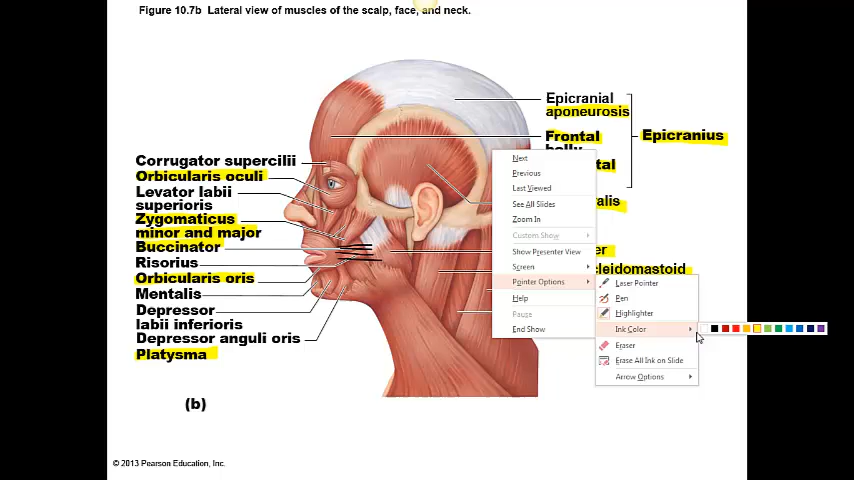 Figure 10.7b Lateral view of muscles of the scalp, face, and neck.
Epicranial
aponeurosis
Frontal
Epicranius
Corrugator supercilii
Orbicularis oculi
Levator labii
superioris
Zygomaticus
minor and major
Buccinator
Risorius
Orbicularis oris
Mentalis
Depressor
labii inferioris
Depressor anguli oris
Platysma
tal
alis
er
cleidomastoid
Next
Previous
Last Viewed
See All Slides
Zoom In
Custom Show
Show Presenter View
Screen
Pointer Options
Help
Pause
End Show
Laser Pointer
Pen
Highlighter
Ink Color
Eraser
Erase All Ink on Slide
Arrow Options
(b)
© 2013 Pearson Education, Inc.